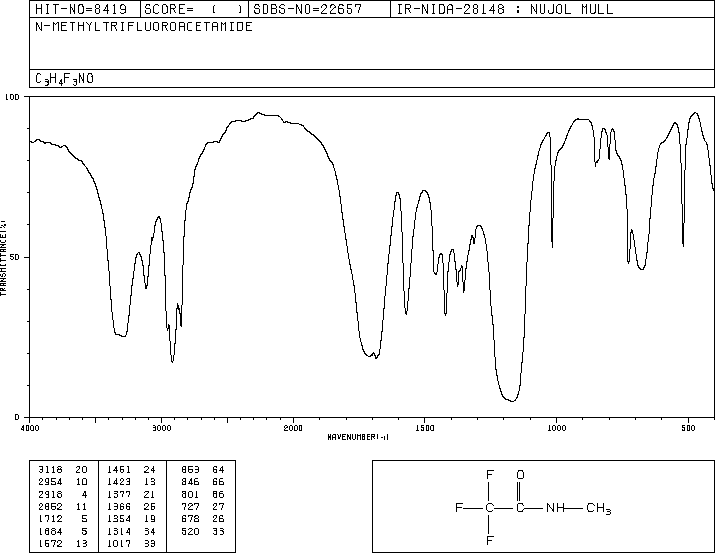 HIT-NO=8419 SCORE= ( ) SDBS-NO=22657 IR-NIDA-28148 : NUJOL MULL
N-METHYLTRIFLUOROACETAMIDE
C3H4F3NO
100
50
0
TRANSMITTANCE(%)
4000 3000 2000 1500 1000 500
WAVENUMBER(-1)
3118 20 1461 24 853 64
2954 10 1423 13 846 66
2918 4 1377 21 801 86
2852 11 1366 26 727 27
1712 5 1354 19 678 26
1684 5 1314 34 520 33
1572 13 1017 39
F O
F C C NH CH3
F